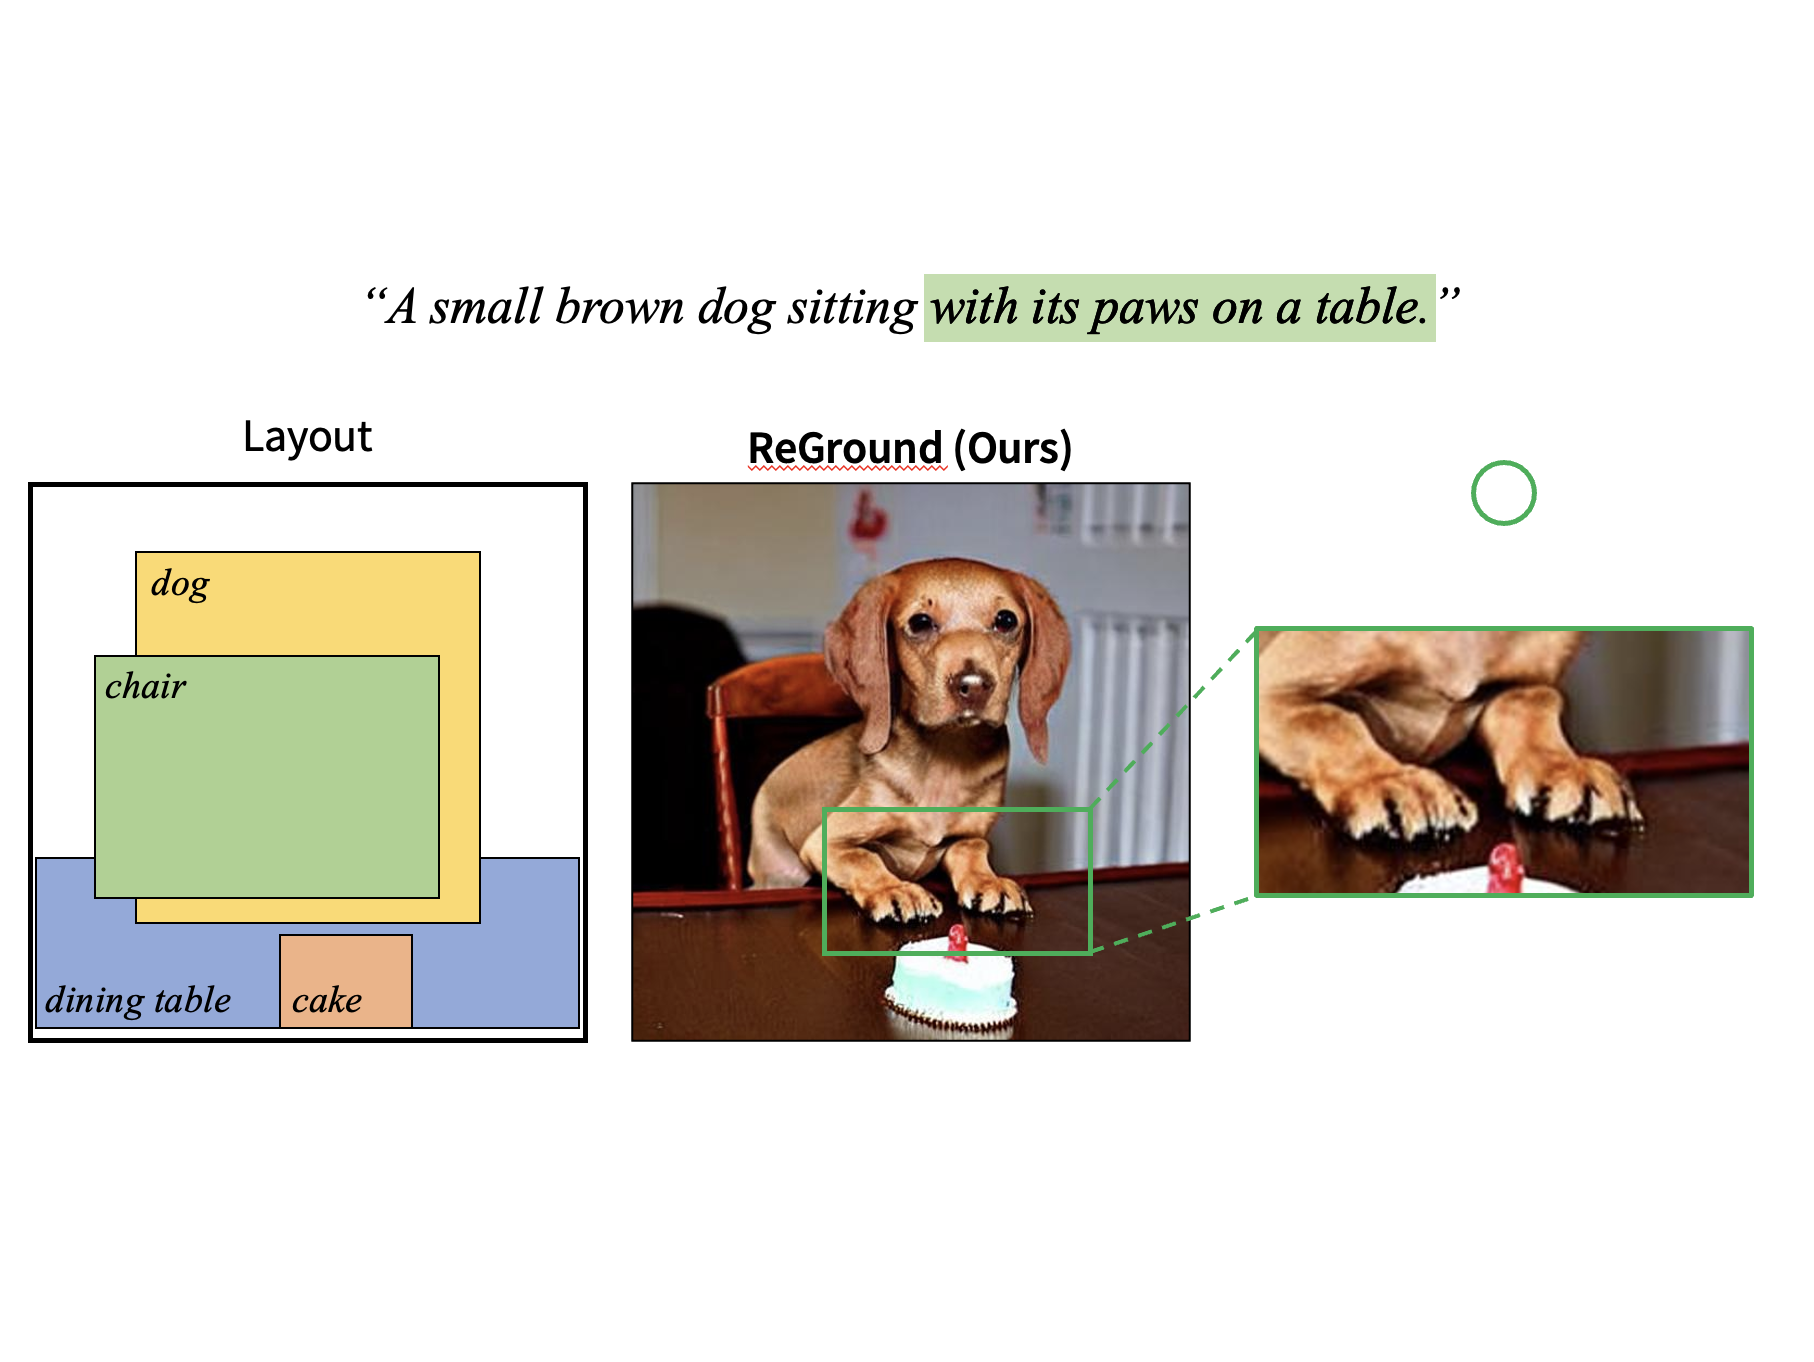 “A small brown dog sitting with its paws on a table.”
Layout
ReGround (Ours)
dog
chair
dining table
cake